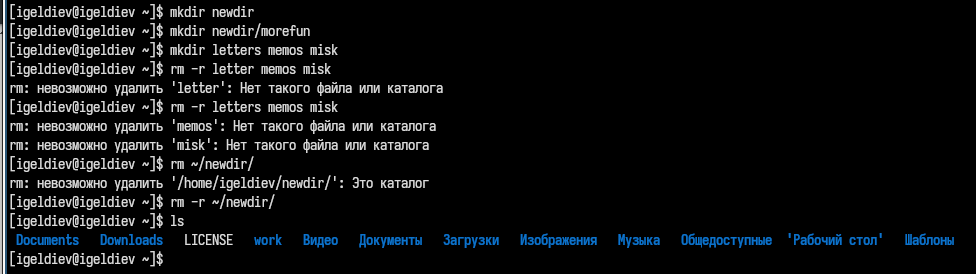 [igeldiev@igeldiev ~]$ mkdir newdir
[igeldiev@igeldiev ~]$ mkdir newdir/morefun
[igeldiev@igeldiev ~]$ mkdir letters memos misk
[igeldiev@igeldiev ~]$ rm -r letter memos misk
rm: невозможно удалить 'letter': Нет такого файла или каталога
[igeldiev@igeldiev ~]$ rm -r letters memos misk
rm: невозможно удалить 'memos': Нет такого файла или каталога
rm: невозможно удалить 'misk': Нет такого файла или каталога
[igeldiev@igeldiev ~]$ rm ~/newdir/
rm: невозможно удалить '/home/igeldiev/newdir/': Это каталог
[igeldiev@igeldiev ~]$ rm -r ~/newdir/
[igeldiev@igeldiev ~]$ ls
Documents Downloads LICENSE work Видео Документы Загрузки Изображения Музыка Общедоступные 'Рабочий стол' Шаблоны
[igeldiev@igeldiev ~]$